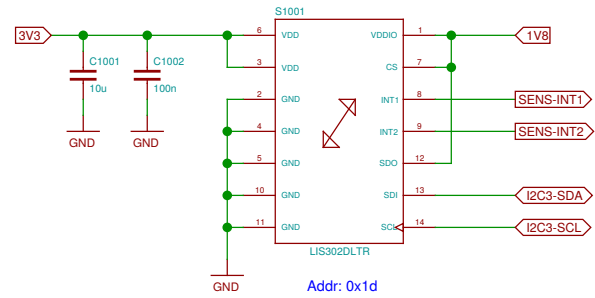 S1001
3V3
6 VDD VDDIO 1
1V8
C1001
C1002
3 VDD CS 7
10u
100n
2 GND INT1 8
SENS-INT1
4 GND INT2 9
SENS-INT2
GND
GND
5 GND SDO 12
10 GND SDI 13
I2C3-SDA
11 GND SCL 14
I2C3-SCL
LIS302DLTR
GND
Addr: 0x1d